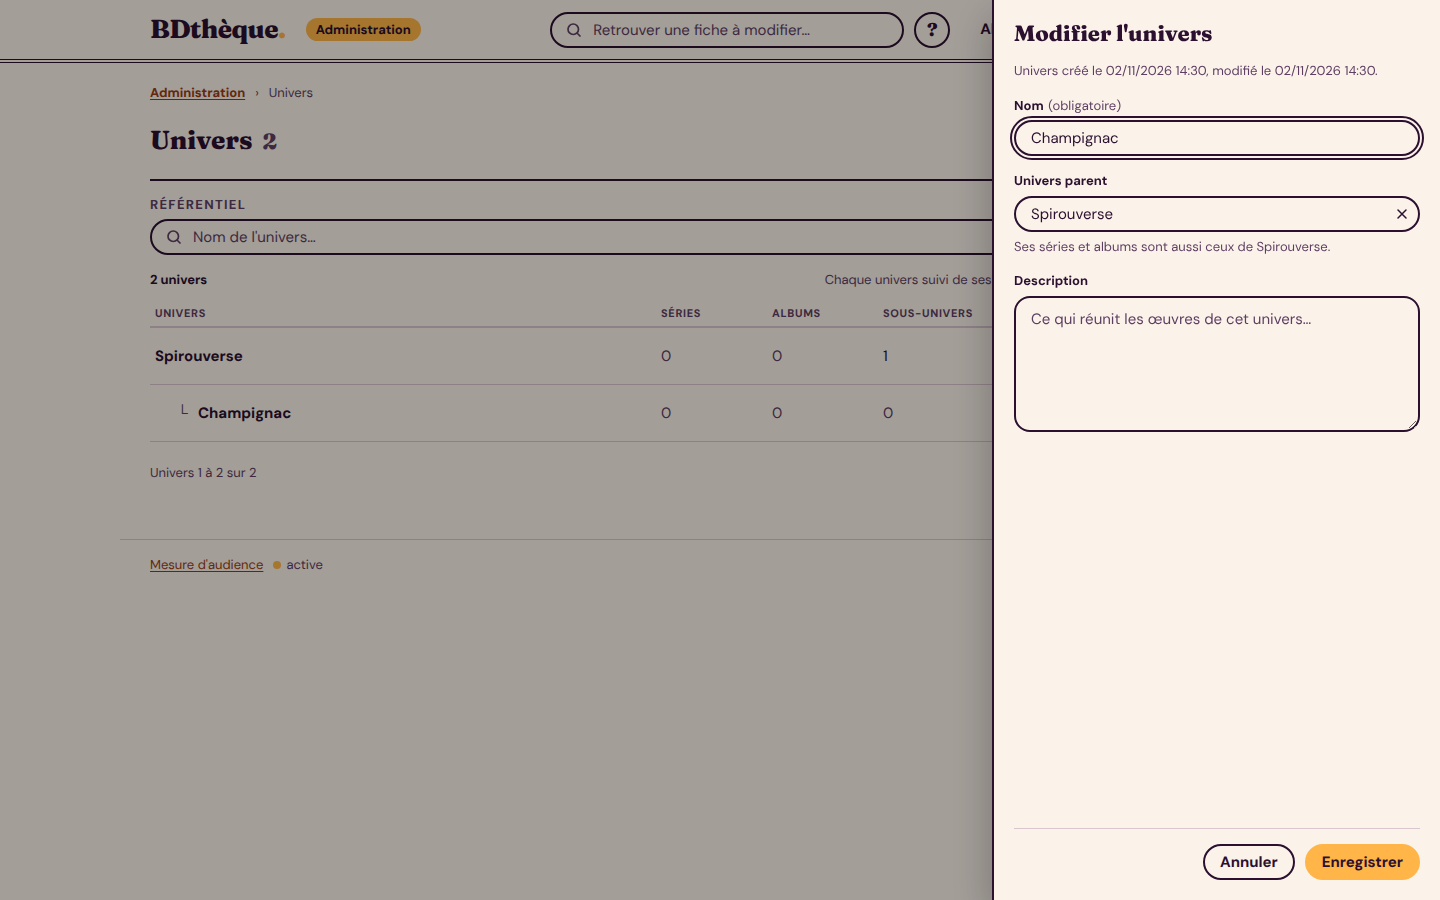 BDthèque.
Administration
Retrouver une fiche à modifier...
?
Administration › Univers
Univers 2
RÉFÉRENTIEL
Nom de l'univers...
2 univers
Chaque univers suivi de ses
UNIVERS SÉRIES ALBUMS SOUS-UNIVERS
Spirouverse 0 0 1
└ Champignac 0 0 0
Univers 1 à 2 sur 2
Mesure d'audience active
Modifier l'univers
Univers créé le 02/11/2026 14:30, modifié le 02/11/2026 14:30.
Nom (obligatoire)
Champignac
Univers parent
Spirouverse
Ses séries et albums sont aussi ceux de Spirouverse.
Description
Ce qui réunit les œuvres de cet univers...
Annuler Enregistrer